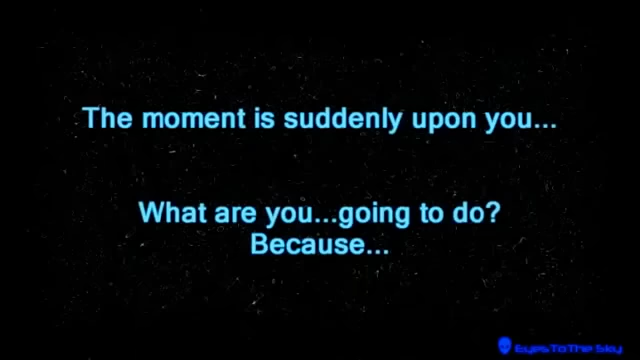 The moment is suddenly upon you...
What are you...going to do?
Because...
EyesToTheSky